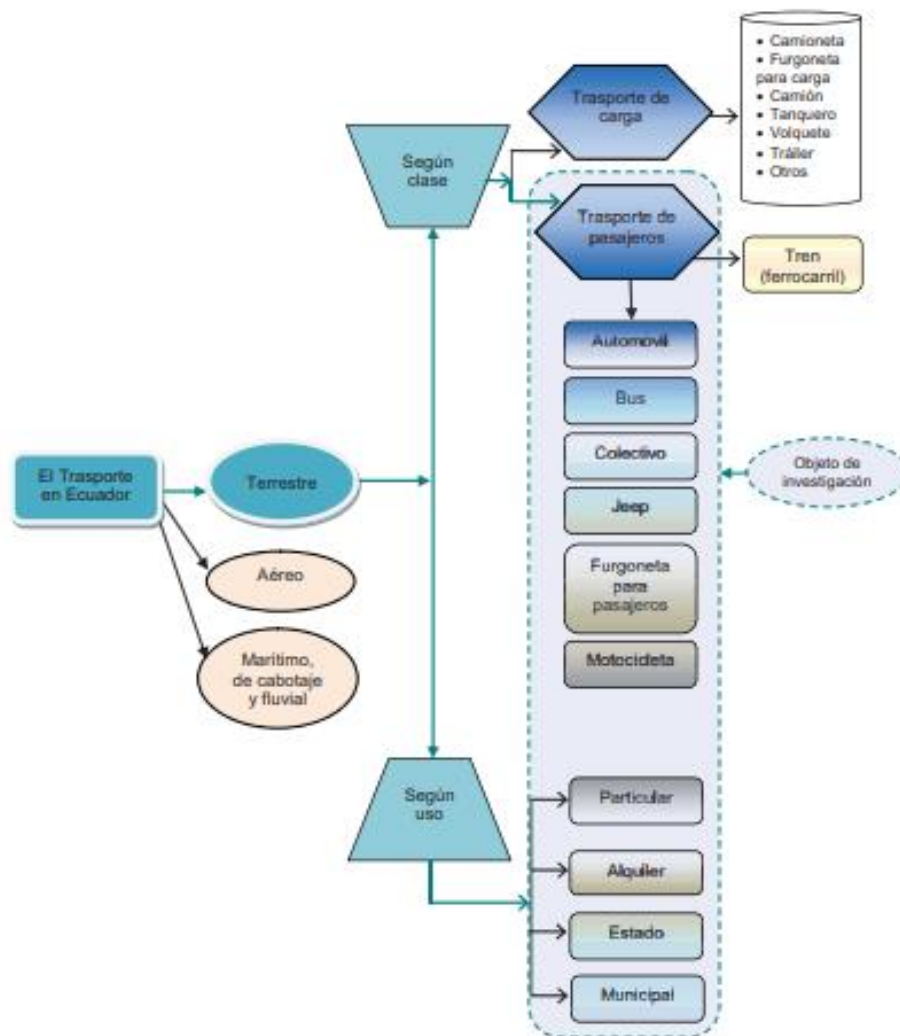 • Camioneta
• Furgoneta
para carga
• Camión
• Tanquero
• Volquete
• Tráiler
• Otros
Trasporte de
carga
Según
clase
Trasporte de
pasajeros
Tren
(ferrocarril)
Automóvil
Bus
Colectivo
Objeto de
investigación
El Trasporte
en Ecuador
Terrestre
Jeep
Aéreo
Furgoneta
para
pasajeros
Marítimo,
de cabotaje
y fluvial
Motocicleta
Según
uso
Particular
Alquiler
Estado
Municipal